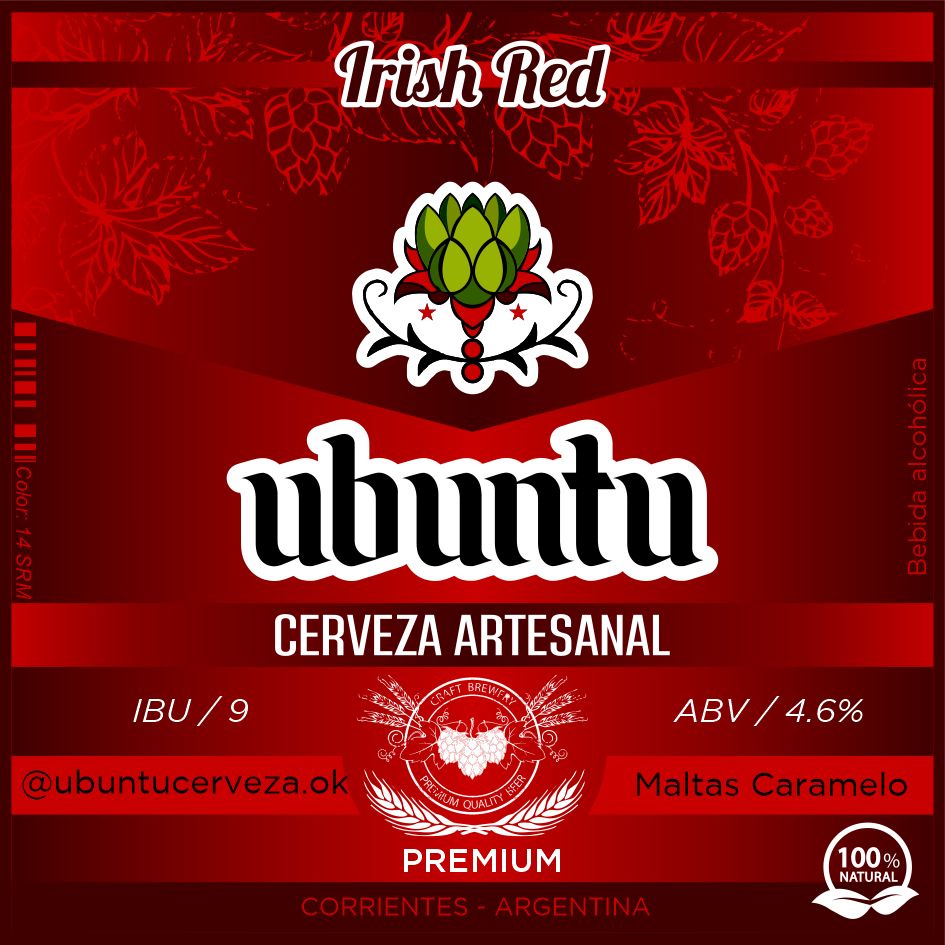 Irish Red
Color: 14 SRM
Bebida alcohólica
ubuntu
CERVEZA ARTESANAL
IBU / 9
CRAFT BREWERY
PREMIUM QUALITY BEER
ABV / 4.6%
@ubuntucerveza.ok
Maltas Caramelo
PREMIUM
100%
NATURAL
CORRIENTES - ARGENTINA